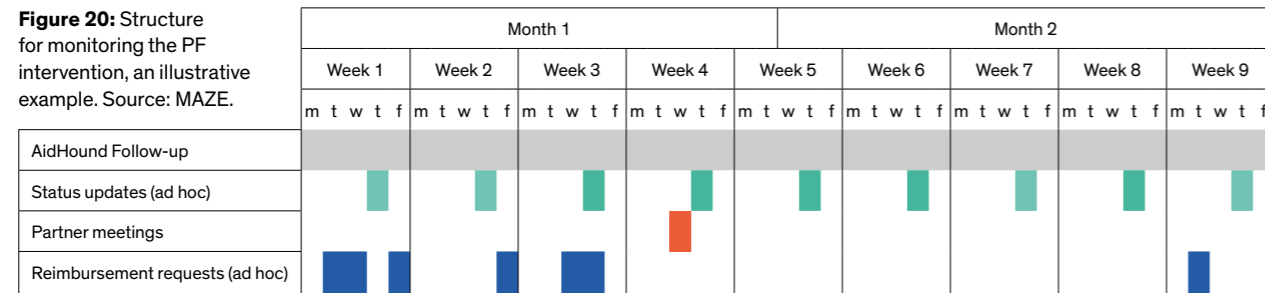 Figure 20: Structure
for monitoring the PF
intervention, an illustrative
example. Source: MAZE.
Month 1 Month 2
Week 1 Week 2 Week 3 Week 4 Week 5 Week 6 Week 7 Week 8 Week 9
m t w t f m t w t f m t w t f m t w t f m t w t f m t w t f m t w t f m t w t f m t w t f
AidHound Follow-up
Status updates (ad hoc)
Partner meetings
Reimbursement requests (ad hoc)